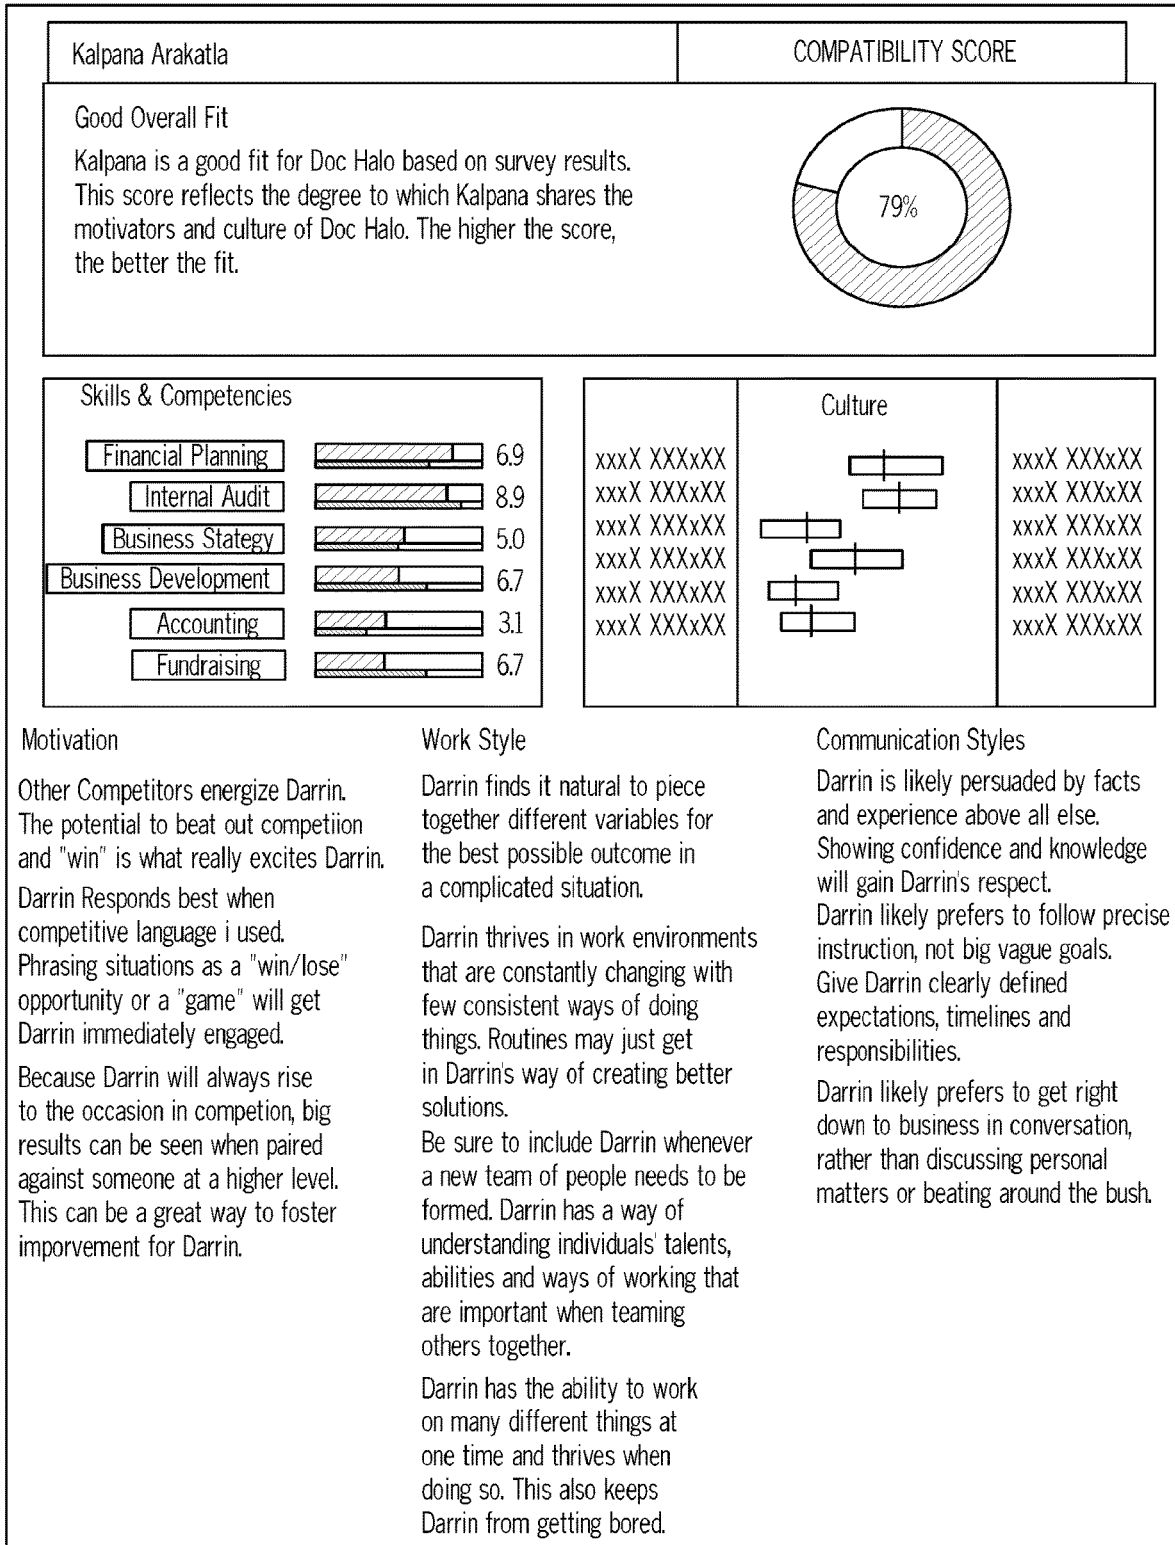 Kalpana Arakatla
COMPATIBILITY SCORE
Good Overall Fit
Kalpana is a good fit for Doc Halo based on survey results.
This score reflects the degree to which Kalpana shares the
motivators and culture of Doc Halo. The higher the score,
the better the fit.
79%
Skills & Competencies
Financial Planning 6.9
Internal Audit 8.9
Business Stategy 5.0
Business Development 6.7
Accounting 3.1
Fundraising 6.7
Culture
xxxX XXXxXX xxxX XXXxXX
xxxX XXXxXX xxxX XXXxXX
xxxX XXXxXX xxxX XXXxXX
xxxX XXXxXX xxxX XXXxXX
xxxX XXXxXX xxxX XXXxXX
xxxX XXXxXX xxxX XXXxXX
Motivation
Other Competitors energize Darrin.
The potential to beat out competiion
and "win" is what really excites Darrin.
Darrin Responds best when
competitive language i used.
Phrasing situations as a "win/lose"
opportunity or a "game" will get
Darrin immediately engaged.
Because Darrin will always rise
to the occasion in competion, big
results can be seen when paired
against someone at a higher level.
This can be a great way to foster
imporvement for Darrin.
Work Style
Darrin finds it natural to piece
together different variables for
the best possible outcome in
a complicated situation.
Darrin thrives in work environments
that are constantly changing with
few consistent ways of doing
things. Routines may just get
in Darrin's way of creating better
solutions.
Be sure to include Darrin whenever
a new team of people needs to be
formed. Darrin has a way of
understanding individuals' talents,
abilities and ways of working that
are important when teaming
others together.
Darrin has the ability to work
on many different things at
one time and thrives when
doing so. This also keeps
Darrin from getting bored.
Communication Styles
Darrin is likely persuaded by facts
and experience above all else.
Showing confidence and knowledge
will gain Darrin's respect.
Darrin likely prefers to follow precise
instruction, not big vague goals.
Give Darrin clearly defined
expectations, timelines and
responsibilities.
Darrin likely prefers to get right
down to business in conversation,
rather than discussing personal
matters or beating around the bush.